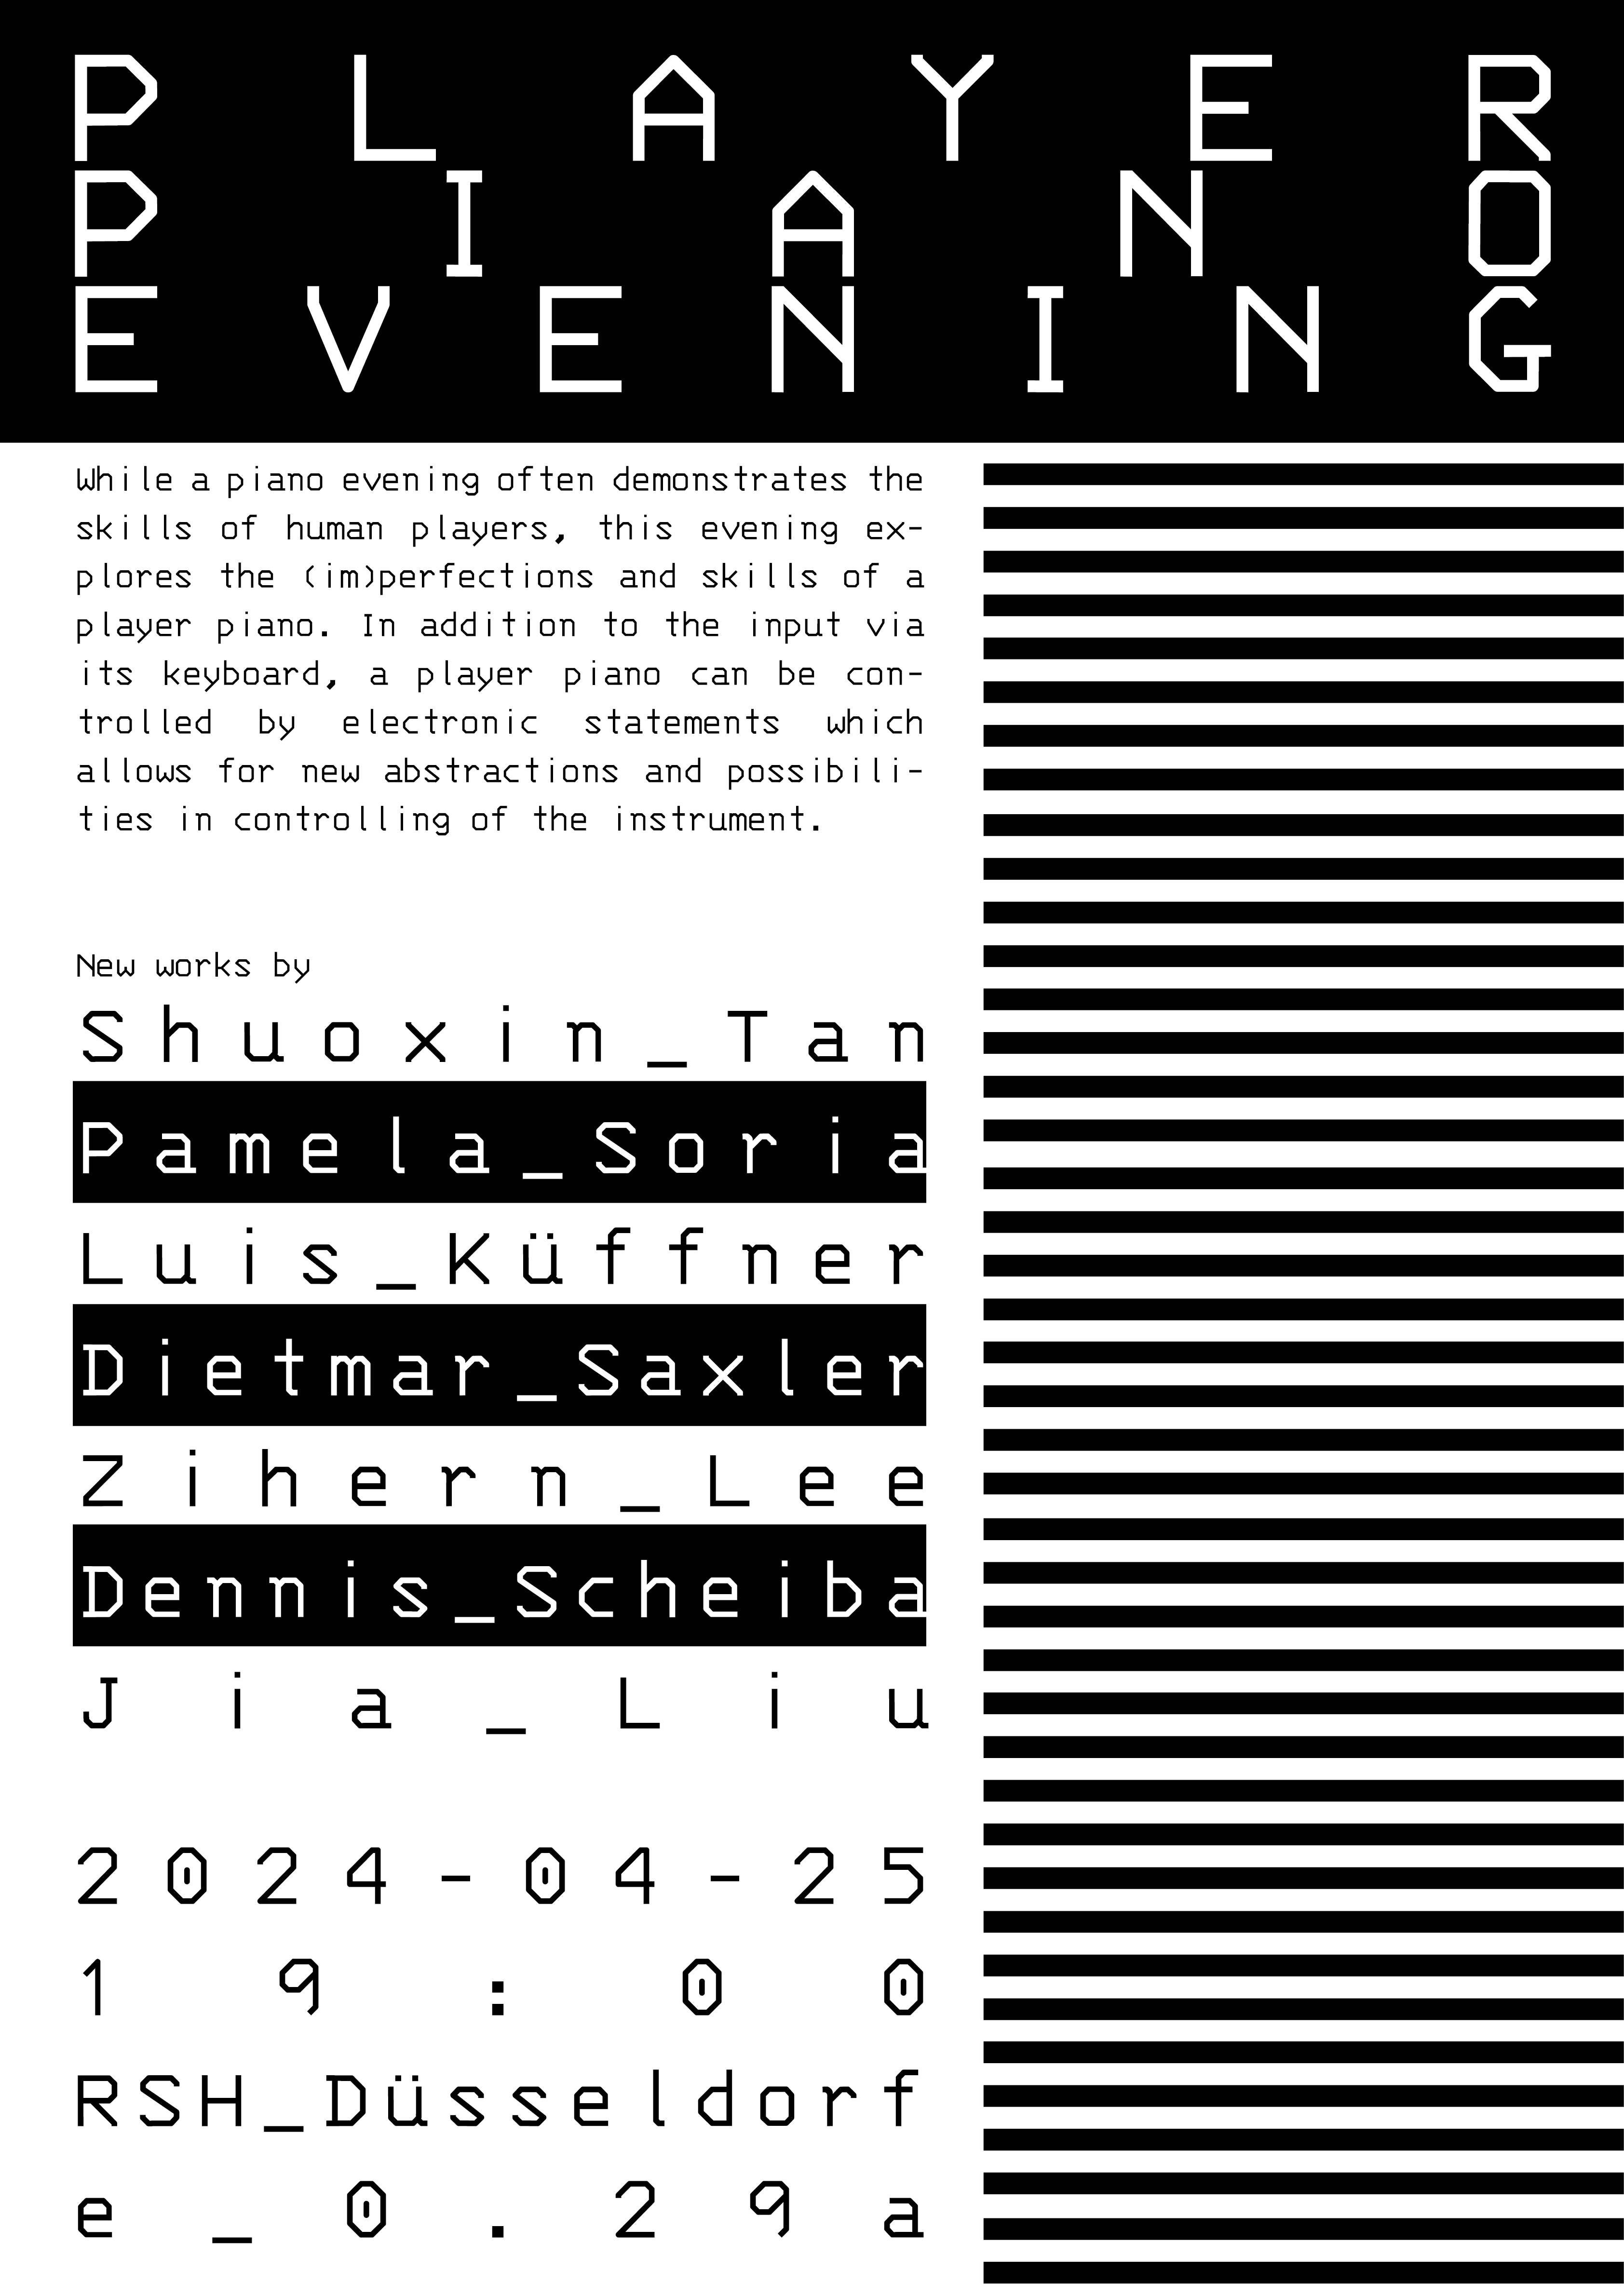 PLAYER
PIANO
EVENING
While a piano evening often demonstrates the
skills of human players, this evening ex-
plores the (im)perfections and skills of a
player piano. In addition to the input via
its keyboard, a player piano can be con-
trolled by electronic statements which
allows for new abstractions and possibili-
ties in controlling of the instrument.
New works by
Shuoxin_Tan
Pamela_Soria
Luis_Küffner
Dietmar_Saxler
Zihern_Lee
Dennis_Scheiba
Jia_Liu
2024-04-25
19:00
RSH_Düsseldorf
e_0.29a